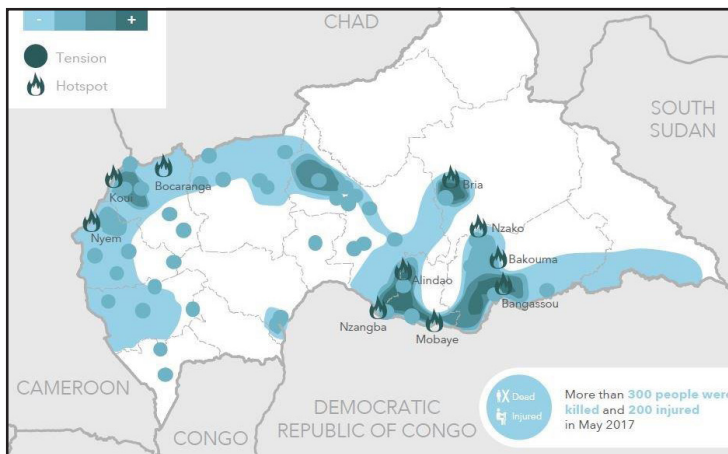 CHAD
- +
Tension
Hotspot
SOUTH
SUDAN
Koui
Bocaranga
Bria
Nyem
Nzako
Bakouma
Alindao
Bangassou
Nzangba
Mobaye
CAMEROON
CONGO
DEMOCRATIC
REPUBLIC OF CONGO
Dead
Injured
More than 300 people were
killed and 200 injured
in May 2017